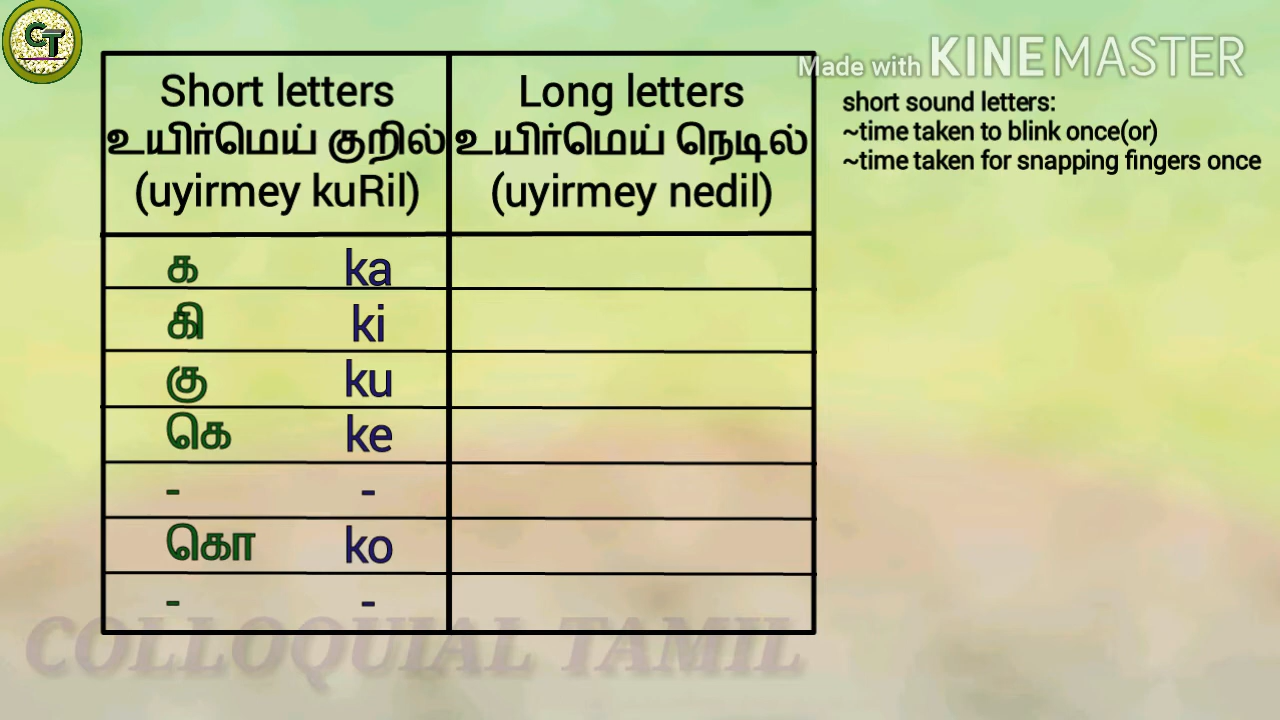 CT
Made with KINEMASTER
Short letters
உயிர்மெய் குறில்
(uyirmey kuRil)
Long letters
உயிர்மெய் நெடில்
(uyirmey nedil)
short sound letters:
~time taken to blink once(or)
~time taken for snapping fingers once
க ka
கி ki
கு ku
கெ ke
- -
கொ ko
- -
COLLOQUIAL TAMIL